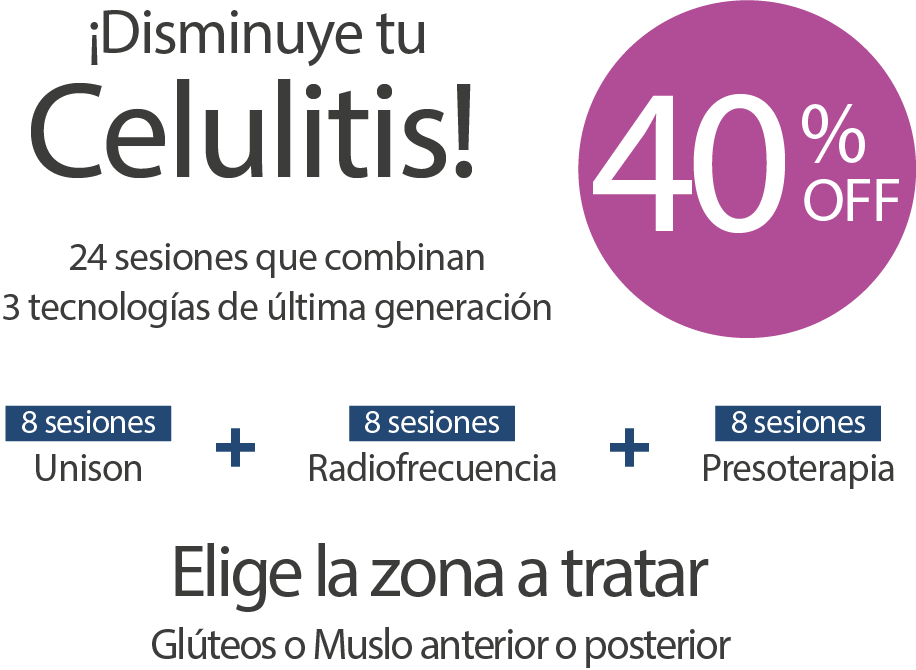 ¡Disminuye tu
Celulitis!
40% OFF
24 sesiones que combinan
3 tecnologías de última generación
8 sesiones
Unison
+
8 sesiones
Radiofrecuencia
+
8 sesiones
Presoterapia
Elige la zona a tratar
Glúteos o Muslo anterior o posterior